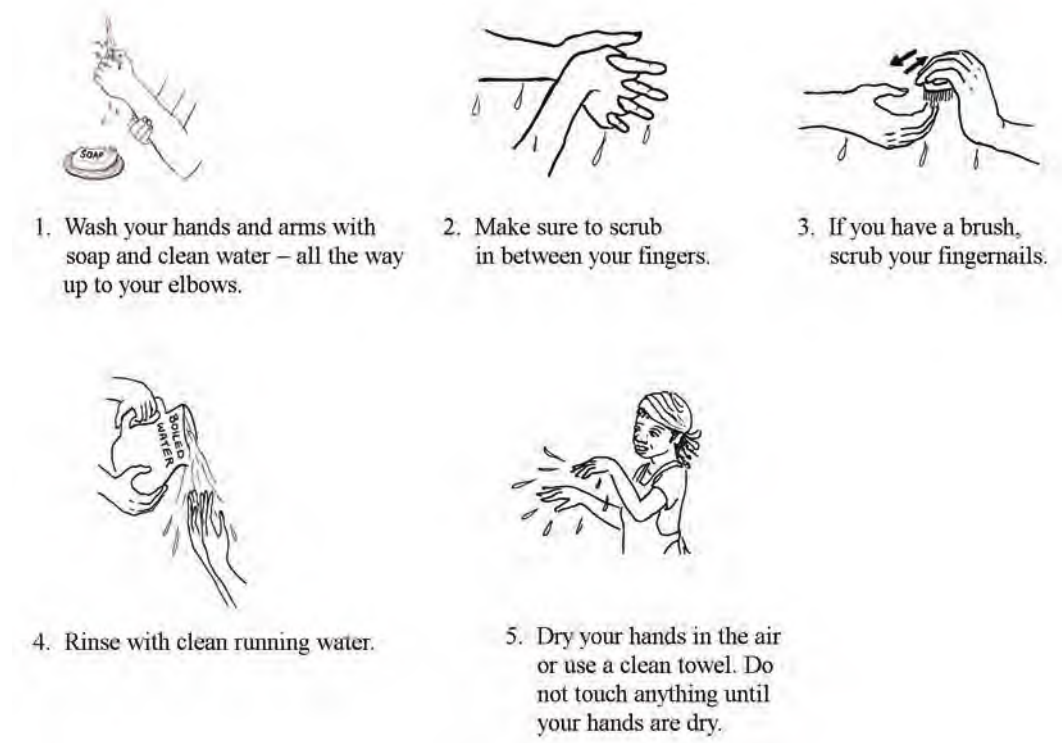 SOAP
1. Wash your hands and arms with
soap and clean water – all the way
up to your elbows.
2. Make sure to scrub
in between your fingers.
3. If you have a brush,
scrub your fingernails.
BOILED
WATER
4. Rinse with clean running water.
5. Dry your hands in the air
or use a clean towel. Do
not touch anything until
your hands are dry.